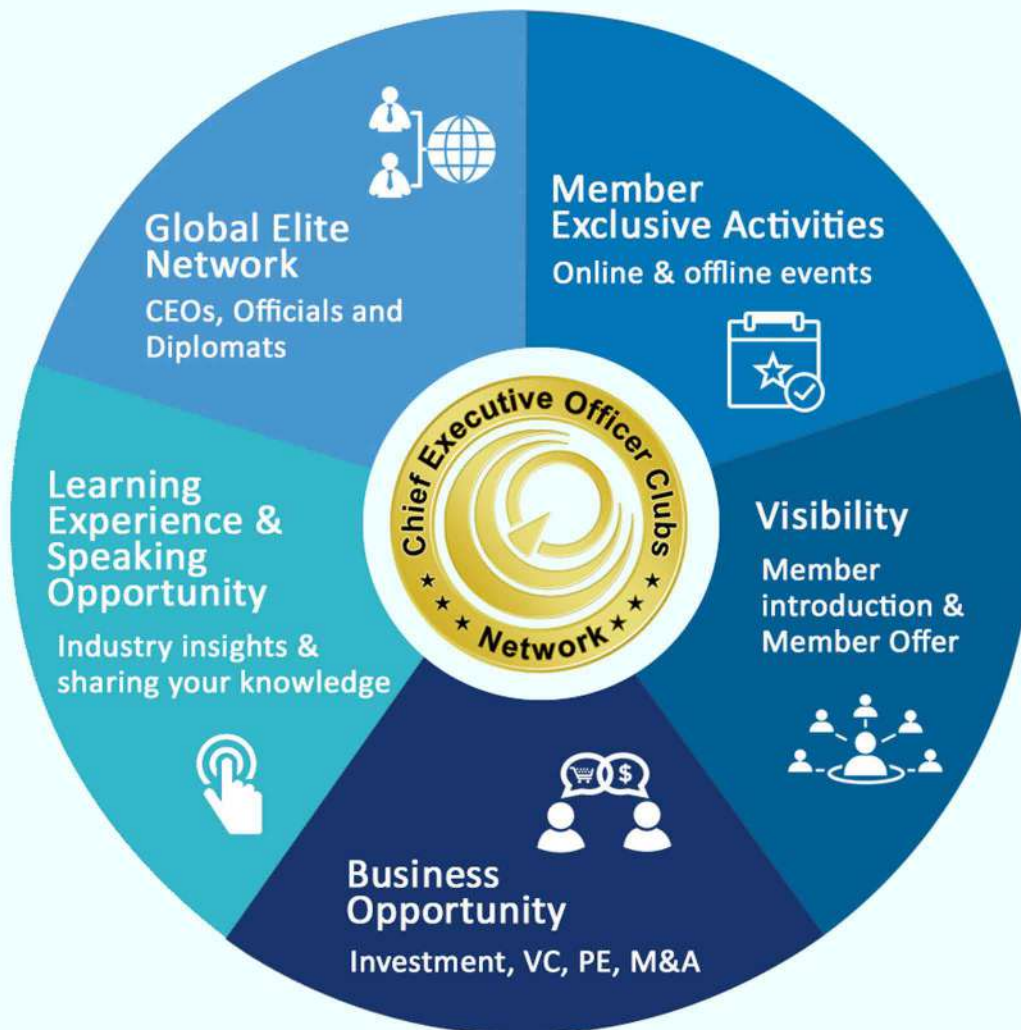 Global Elite
Network
CEOs, Officials and
Diplomats
Member
Exclusive Activities
Online & offline events
Learning
Experience &
Speaking
Opportunity
Industry insights &
sharing your knowledge
Chief Executive Officer Clubs
Network
Visibility
Member
introduction &
Member Offer
$
Business
Opportunity
Investment, VC, PE, M&A